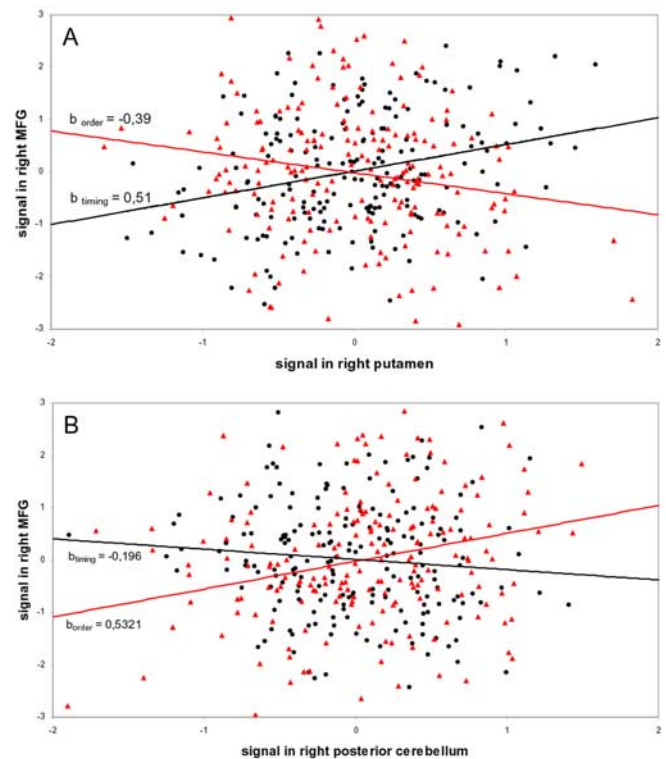 A
3
2
b order = -0,39
1
0
b timing = 0,51
-1
-2
-3
-2 -1 0 1 2
signal in right putamen
signal in right MFG
B
3
2
1
0
b timing = -0,196
-1
b order = 0,5321
-2
-3
-2 -1 0 1 2
signal in right posterior cerebellum
signal in right MFG